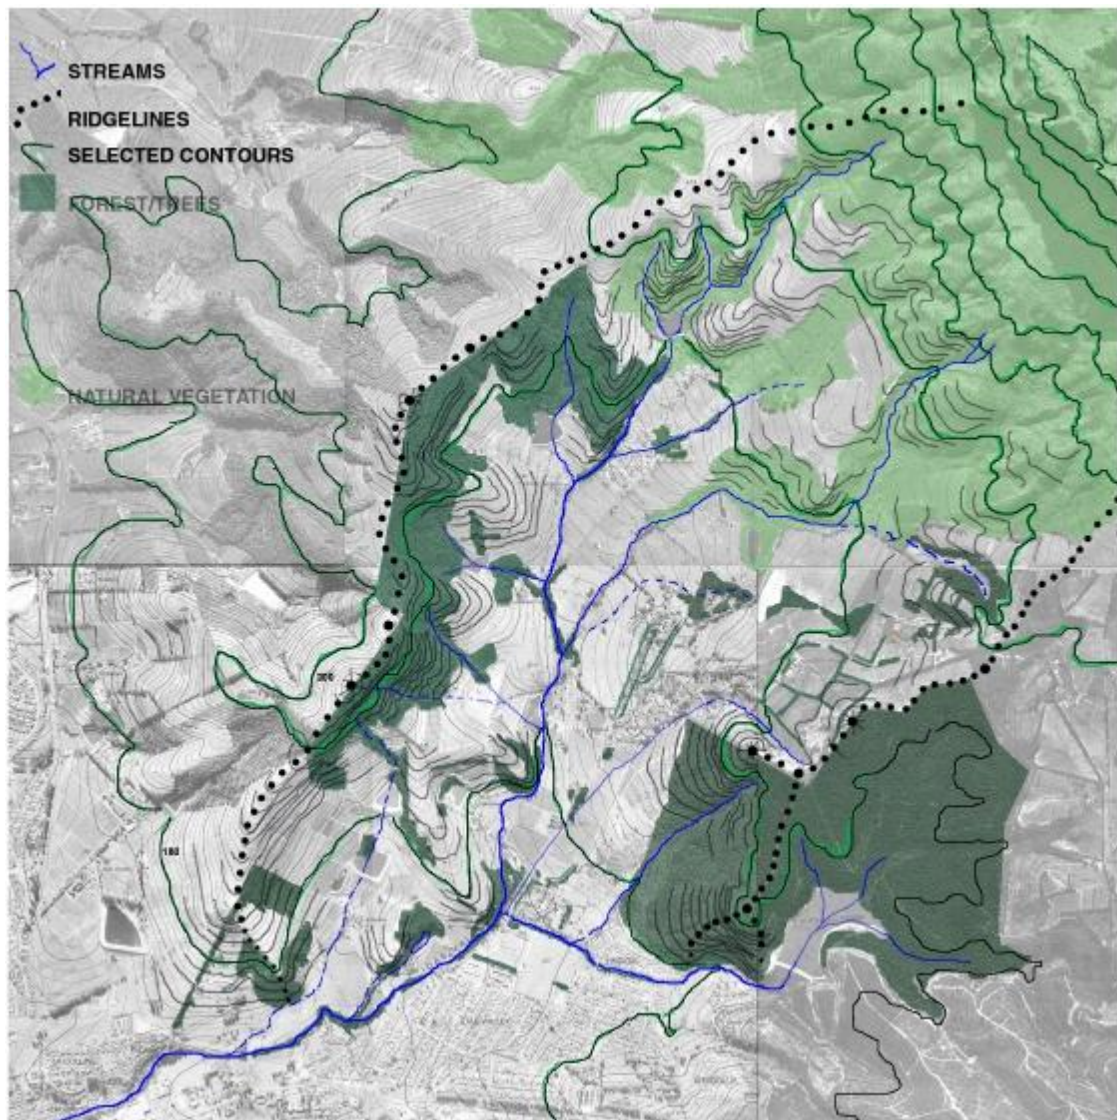 STREAMS
RIDGELINES
SELECTED CONTOURS
FOREST/TREES
NATURAL VEGETATION
200
180